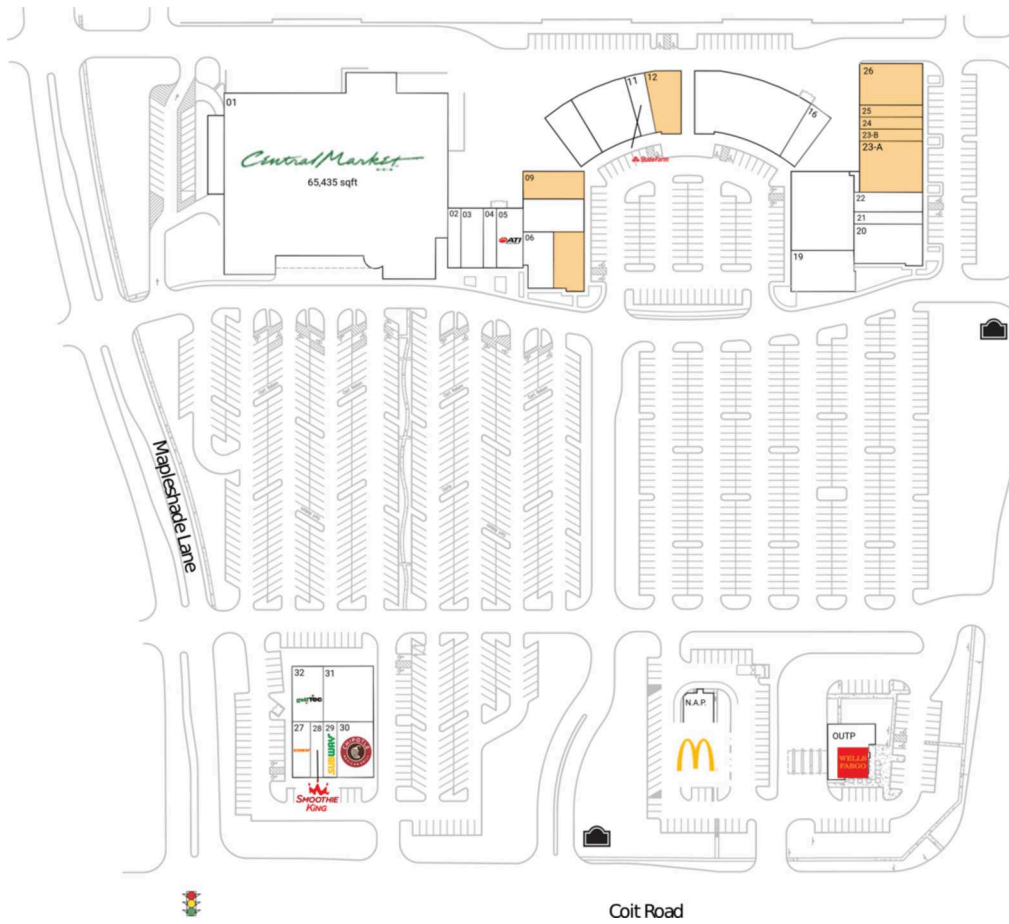 01
Central Market
H-E-B
65,435 sqft
02
03
04
05
ATI
06
09
11
12
StateFarm
16
26
25
24
23-B
23-A
22
21
20
19
Mapleshade Lane
32
31
golfTEC
27
28
29
30
SUBWAY
CHIPOTLE
SMOOTHIE
KING
N.A.P.
M
OUTP
WELLS
FARGO
Coit Road